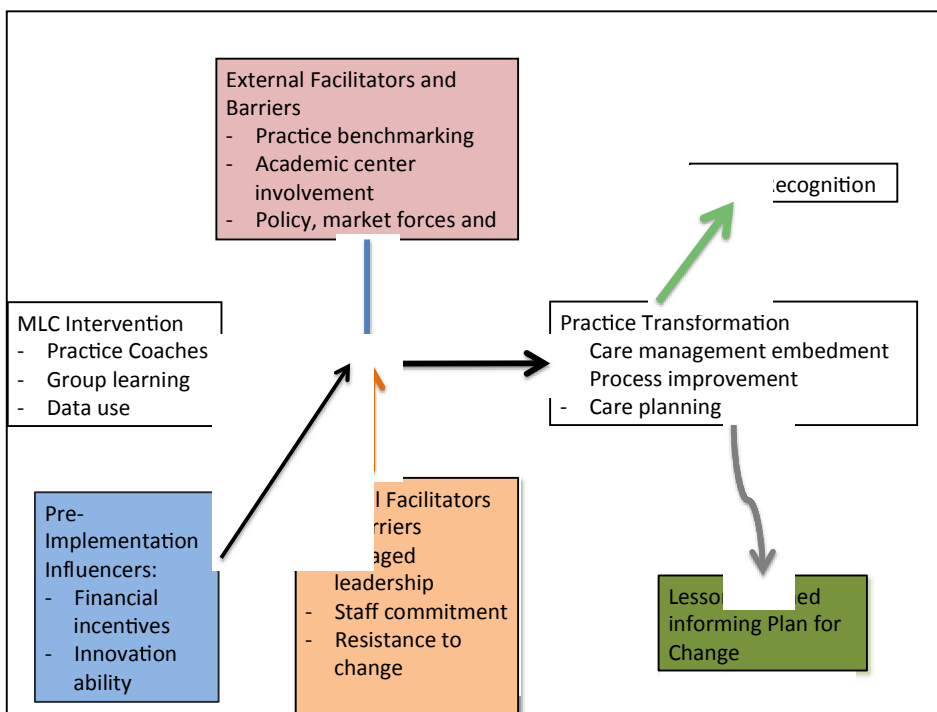 External Facilitators and
Barriers
- Practice benchmarking
- Academic center
involvement
- Policy, market forces and
ecognition
MLC Intervention
- Practice Coaches
- Group learning
- Data use
Practice Transformation
Care management embedment
Process improvement
- Care planning
Pre-
Implementation
Influencers:
- Financial
incentives
- Innovation
ability
l Facilitators
rriers
aged
leadership
- Staff commitment
- Resistance to
change
Lesso ned
informing Plan for
Change